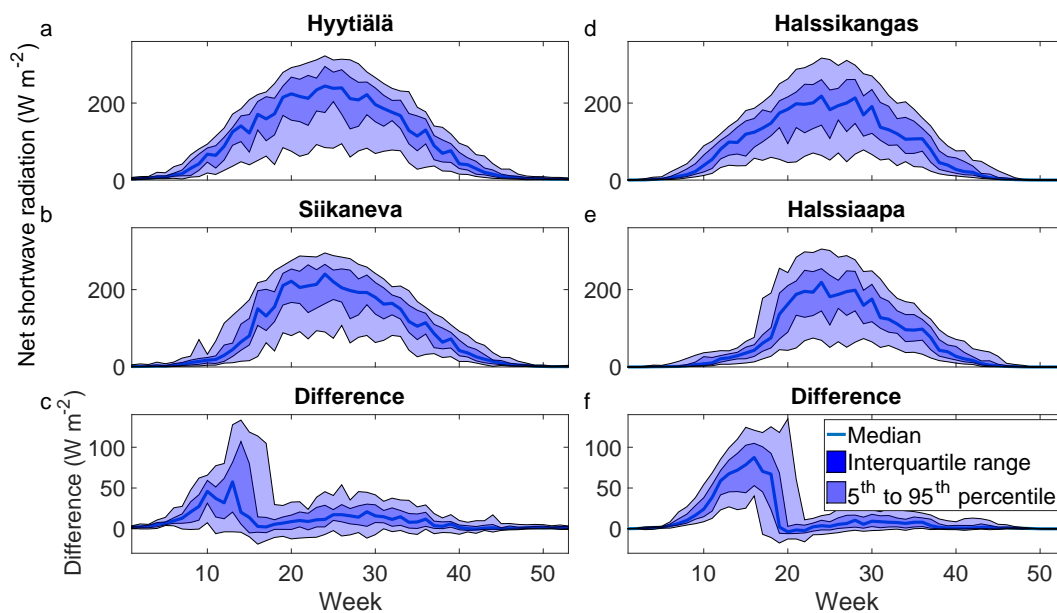 a
Hyytiälä
d
Halssikangas
Net shortwave radiation (W m-2)
200
0
200
0
b
Siikaneva
e
Halssiaapa
200
0
200
0
c
Difference
f
Difference
Difference (W m-2)
100
50
0
100
50
0
Median
Interquartile range
5th to 95th percentile
10 20 30 40 50
10 20 30 40 50
Week
Week